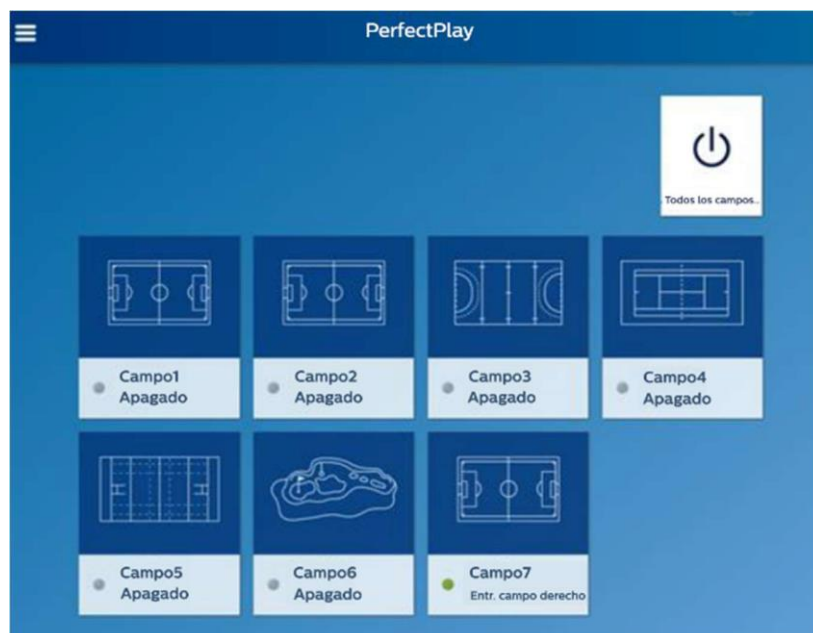 PerfectPlay
Todos los campos..
Campo1
Apagado
Campo2
Apagado
Campo3
Apagado
Campo4
Apagado
Campo5
Apagado
Campo6
Apagado
Campo7
Entr. campo derecho